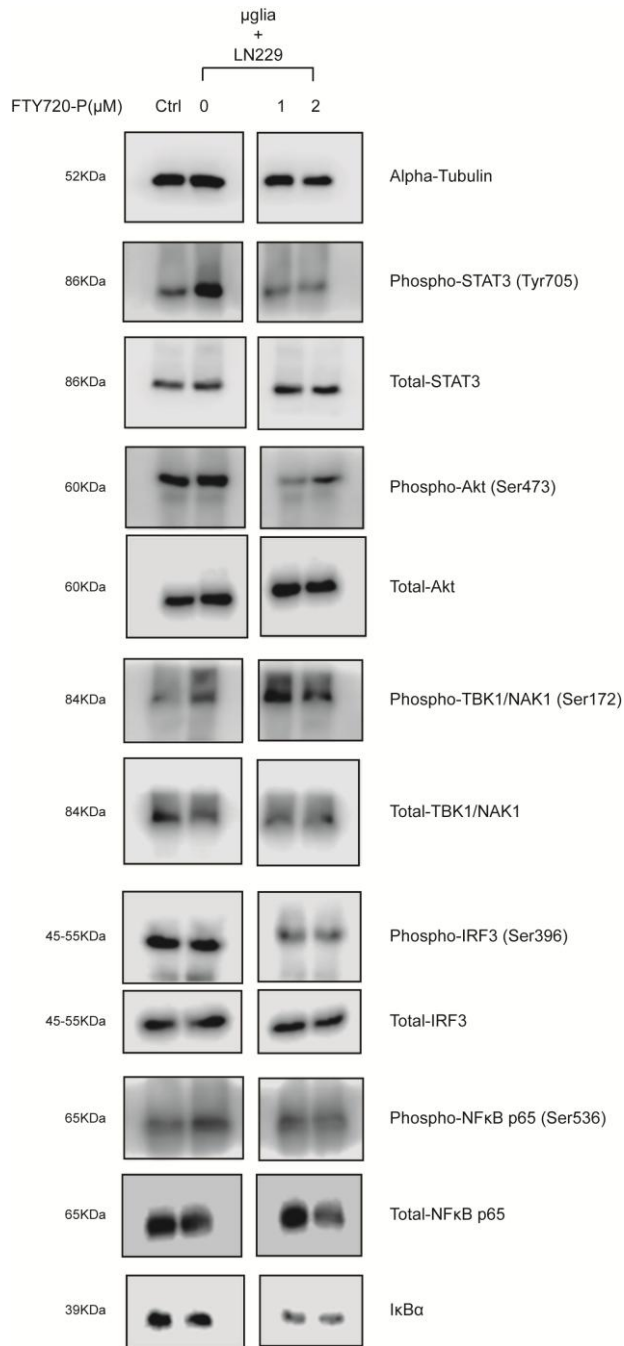 µglia
+
LN229
FTY720-P(µM) Ctrl 0 1 2
52KDa Alpha-Tubulin
86KDa Phospho-STAT3 (Tyr705)
86KDa Total-STAT3
60KDa Phospho-Akt (Ser473)
60KDa Total-Akt
84KDa Phospho-TBK1/NAK1 (Ser172)
84KDa Total-TBK1/NAK1
45-55KDa Phospho-IRF3 (Ser396)
45-55KDa Total-IRF3
65KDa Phospho-NFκB p65 (Ser536)
65KDa Total-NFκB p65
39KDa IκBα